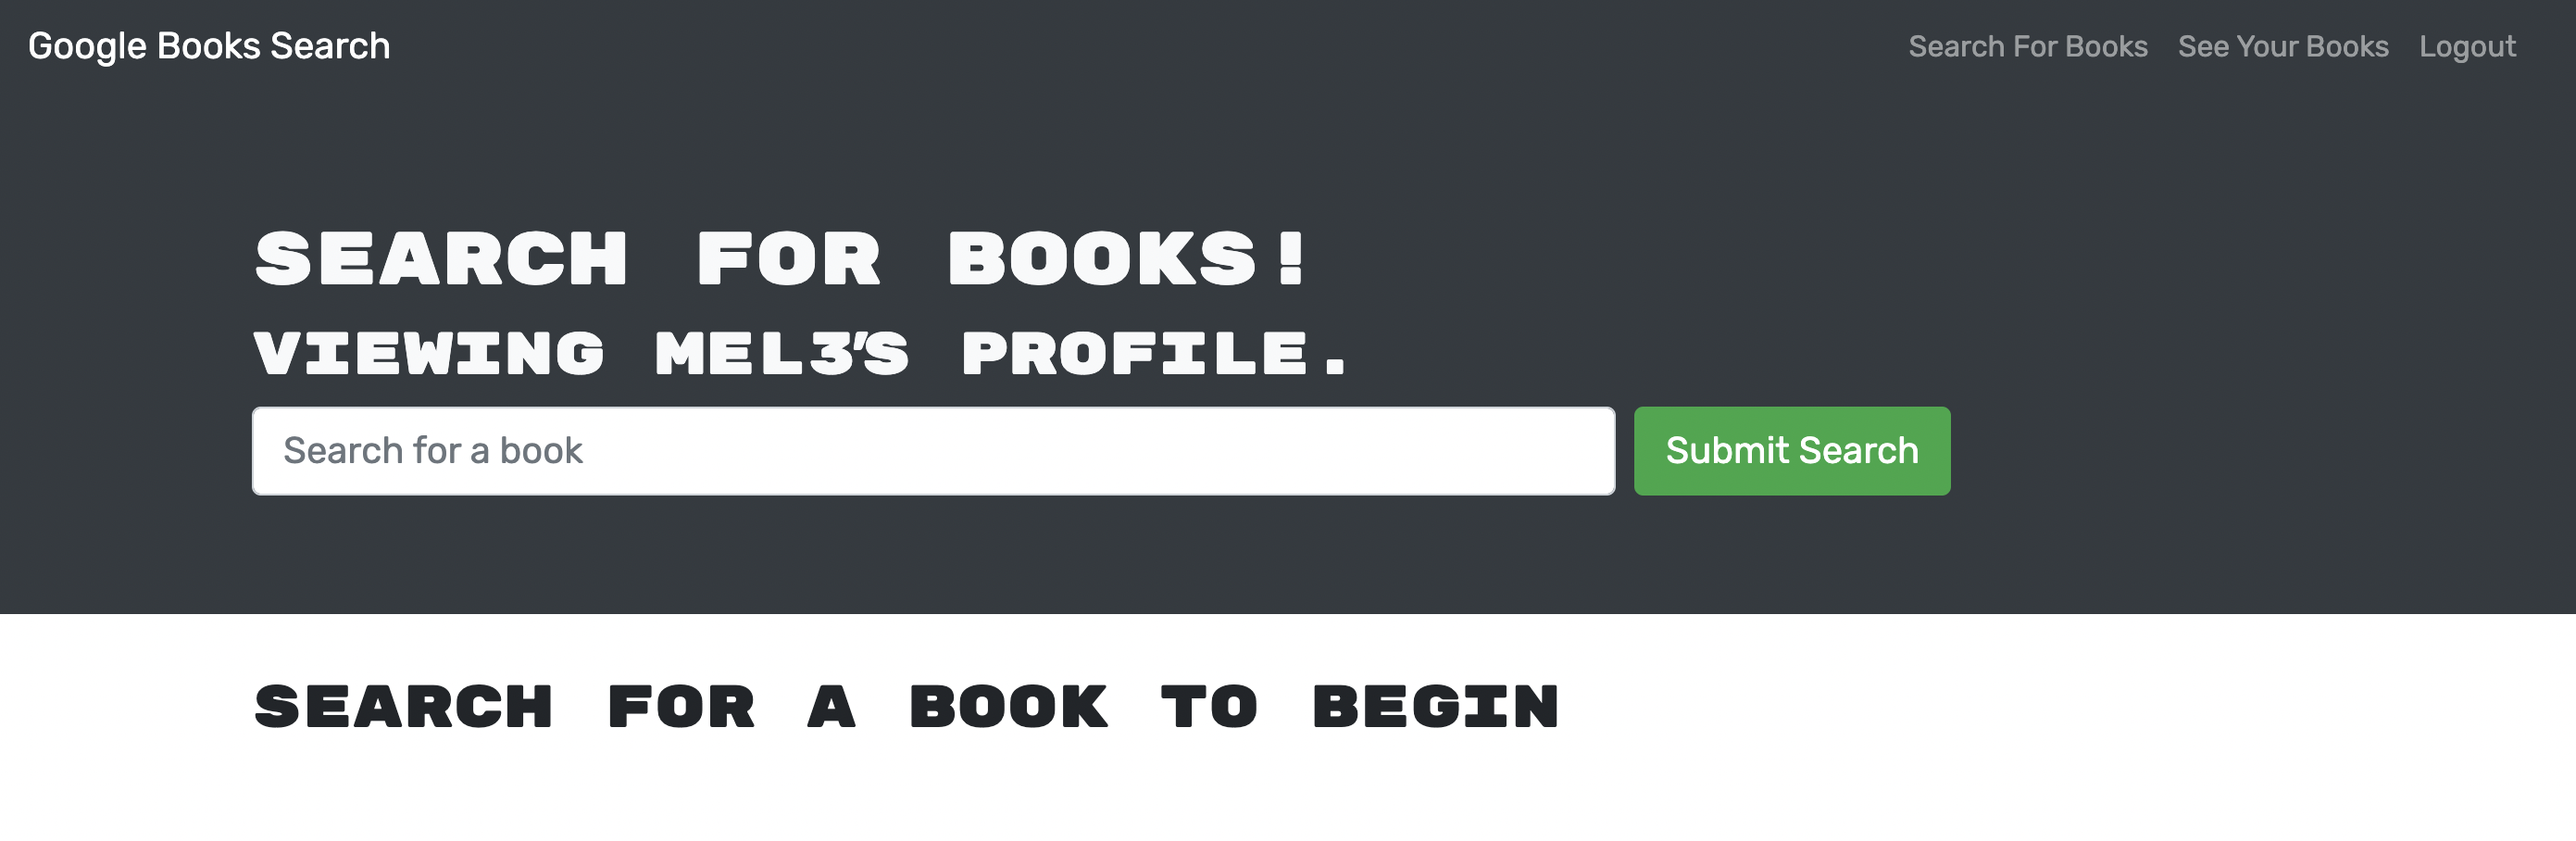 Google Books Search
Search For Books See Your Books Logout
SEARCH FOR BOOKS!
VIEWING MEL3'S PROFILE.
Search for a book
Submit Search
SEARCH FOR A BOOK TO BEGIN